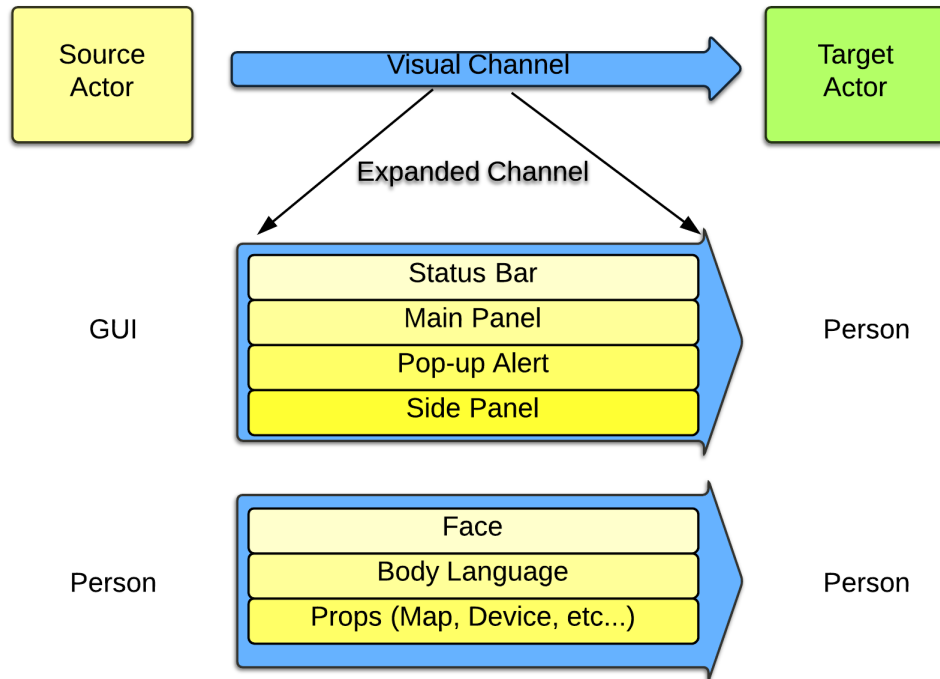 Source
Actor
Visual Channel
Target
Actor
Expanded Channel
GUI
Status Bar
Main Panel
Pop-up Alert
Side Panel
Person
Person
Face
Body Language
Props (Map, Device, etc...)
Person